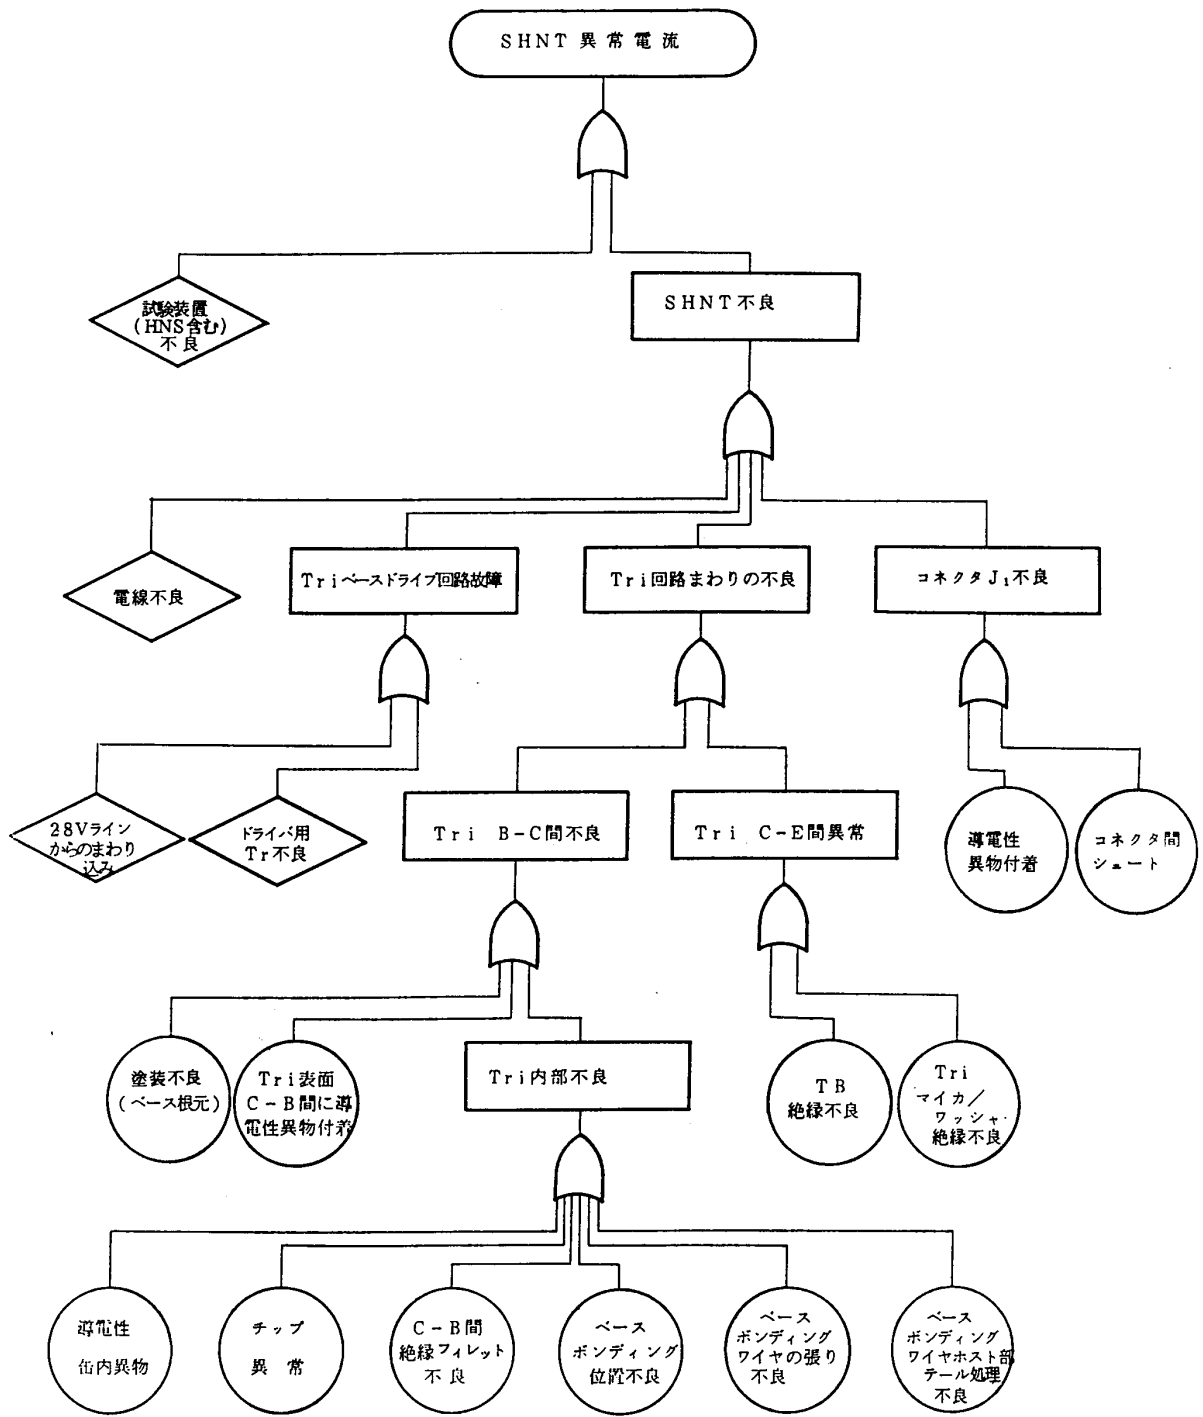 SHNT異常電流
試験装置
(HNS含む)
不良
SHNT不良
電線不良
Triベースドライブ回路故障
Tri回路まわりの不良
コネクタJ₁不良
28Vライン
からのまわり
込み
ドライバ用
Tr不良
Tri B-C間不良
Tri C-E間異常
導電性
異物付着
コネクタ間
シュート
塗装不良
(ベース根元)
Tri表面
C-B間に導
電性異物付着
Tri内部不良
TB
絶縁不良
Tri
マイカ/
ワッシャ・
絶縁不良
導電性
缶内異物
チップ
異常
C-B間
絶縁フィレット
不良
ベース
ボンディング
位置不良
ベース
ボンディング
ワイヤの張り
不良
ベース
ボンディング
ワイヤホスト部
テール処理
不良